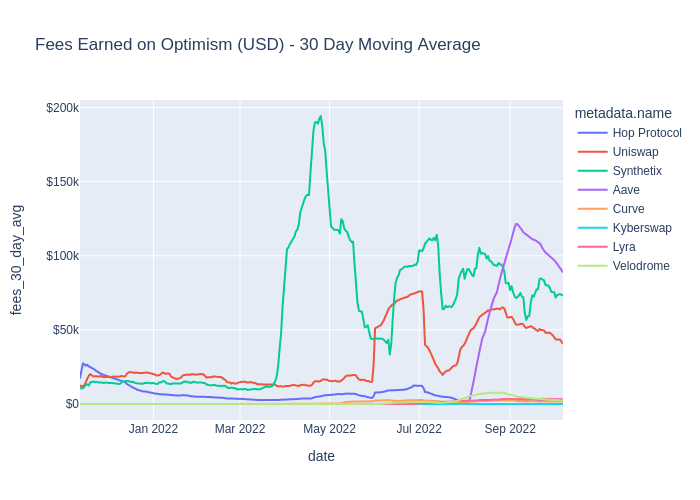 Fees Earned on Optimism (USD) - 30 Day Moving Average
metadata.name
Hop Protocol
Uniswap
Synthetix
Aave
Curve
Kyberswap
Lyra
Velodrome
fees_30_day_avg
$200k
$150k
$100k
$50k
$0
Jan 2022
Mar 2022
May 2022
Jul 2022
Sep 2022
date